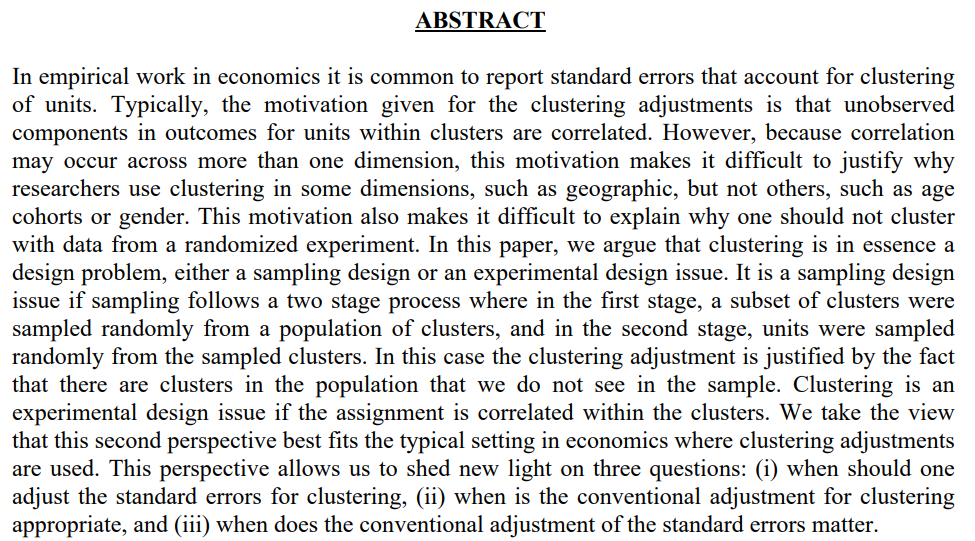 ABSTRACT
In empirical work in economics it is common to report standard errors that account for clustering
of units. Typically, the motivation given for the clustering adjustments is that unobserved
components in outcomes for units within clusters are correlated. However, because correlation
may occur across more than one dimension, this motivation makes it difficult to justify why
researchers use clustering in some dimensions, such as geographic, but not others, such as age
cohorts or gender. This motivation also makes it difficult to explain why one should not cluster
with data from a randomized experiment. In this paper, we argue that clustering is in essence a
design problem, either a sampling design or an experimental design issue. It is a sampling design
issue if sampling follows a two stage process where in the first stage, a subset of clusters were
sampled randomly from a population of clusters, and in the second stage, units were sampled
randomly from the sampled clusters. In this case the clustering adjustment is justified by the fact
that there are clusters in the population that we do not see in the sample. Clustering is an
experimental design issue if the assignment is correlated within the clusters. We take the view
that this second perspective best fits the typical setting in economics where clustering adjustments
are used. This perspective allows us to shed new light on three questions: (i) when should one
adjust the standard errors for clustering, (ii) when is the conventional adjustment for clustering
appropriate, and (iii) when does the conventional adjustment of the standard errors matter.